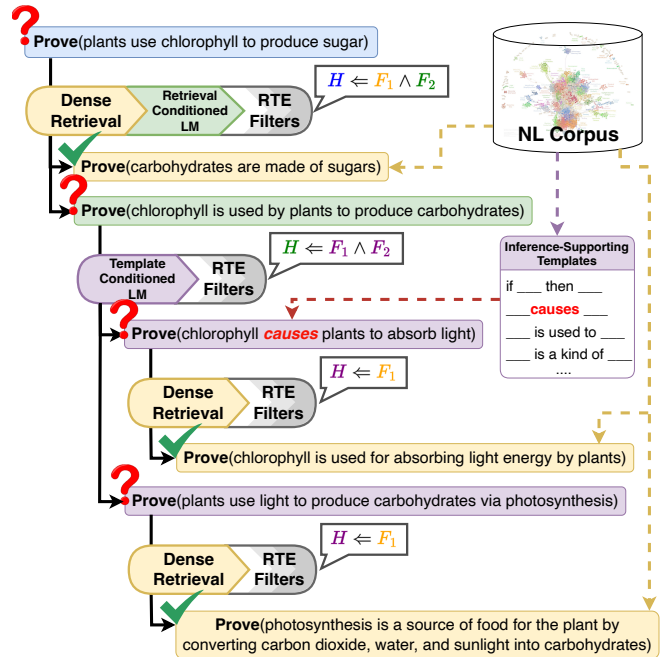 ?
Prove(plants use chlorophyll to produce sugar)
Dense
Retrieval
Retrieval
Conditioned
LM
RTE
Filters
H ⇐ F₁ ∧ F₂
NL Corpus
Prove(carbohydrates are made of sugars)
?
Prove(chlorophyll is used by plants to produce carbohydrates)
Template
Conditioned
LM
RTE
Filters
H ⇐ F₁ ∧ F₂
Inference-Supporting
Templates
if ___ then ___
___ causes ___
___ is used to ___
___ is a kind of ___
....
?
Prove(chlorophyll causes plants to absorb light)
Dense
Retrieval
RTE
Filters
H ⇐ F₁
Prove(chlorophyll is used for absorbing light energy by plants)
?
Prove(plants use light to produce carbohydrates via photosynthesis)
Dense
Retrieval
RTE
Filters
H ⇐ F₁
Prove(photosynthesis is a source of food for the plant by
converting carbon dioxide, water, and sunlight into carbohydrates)